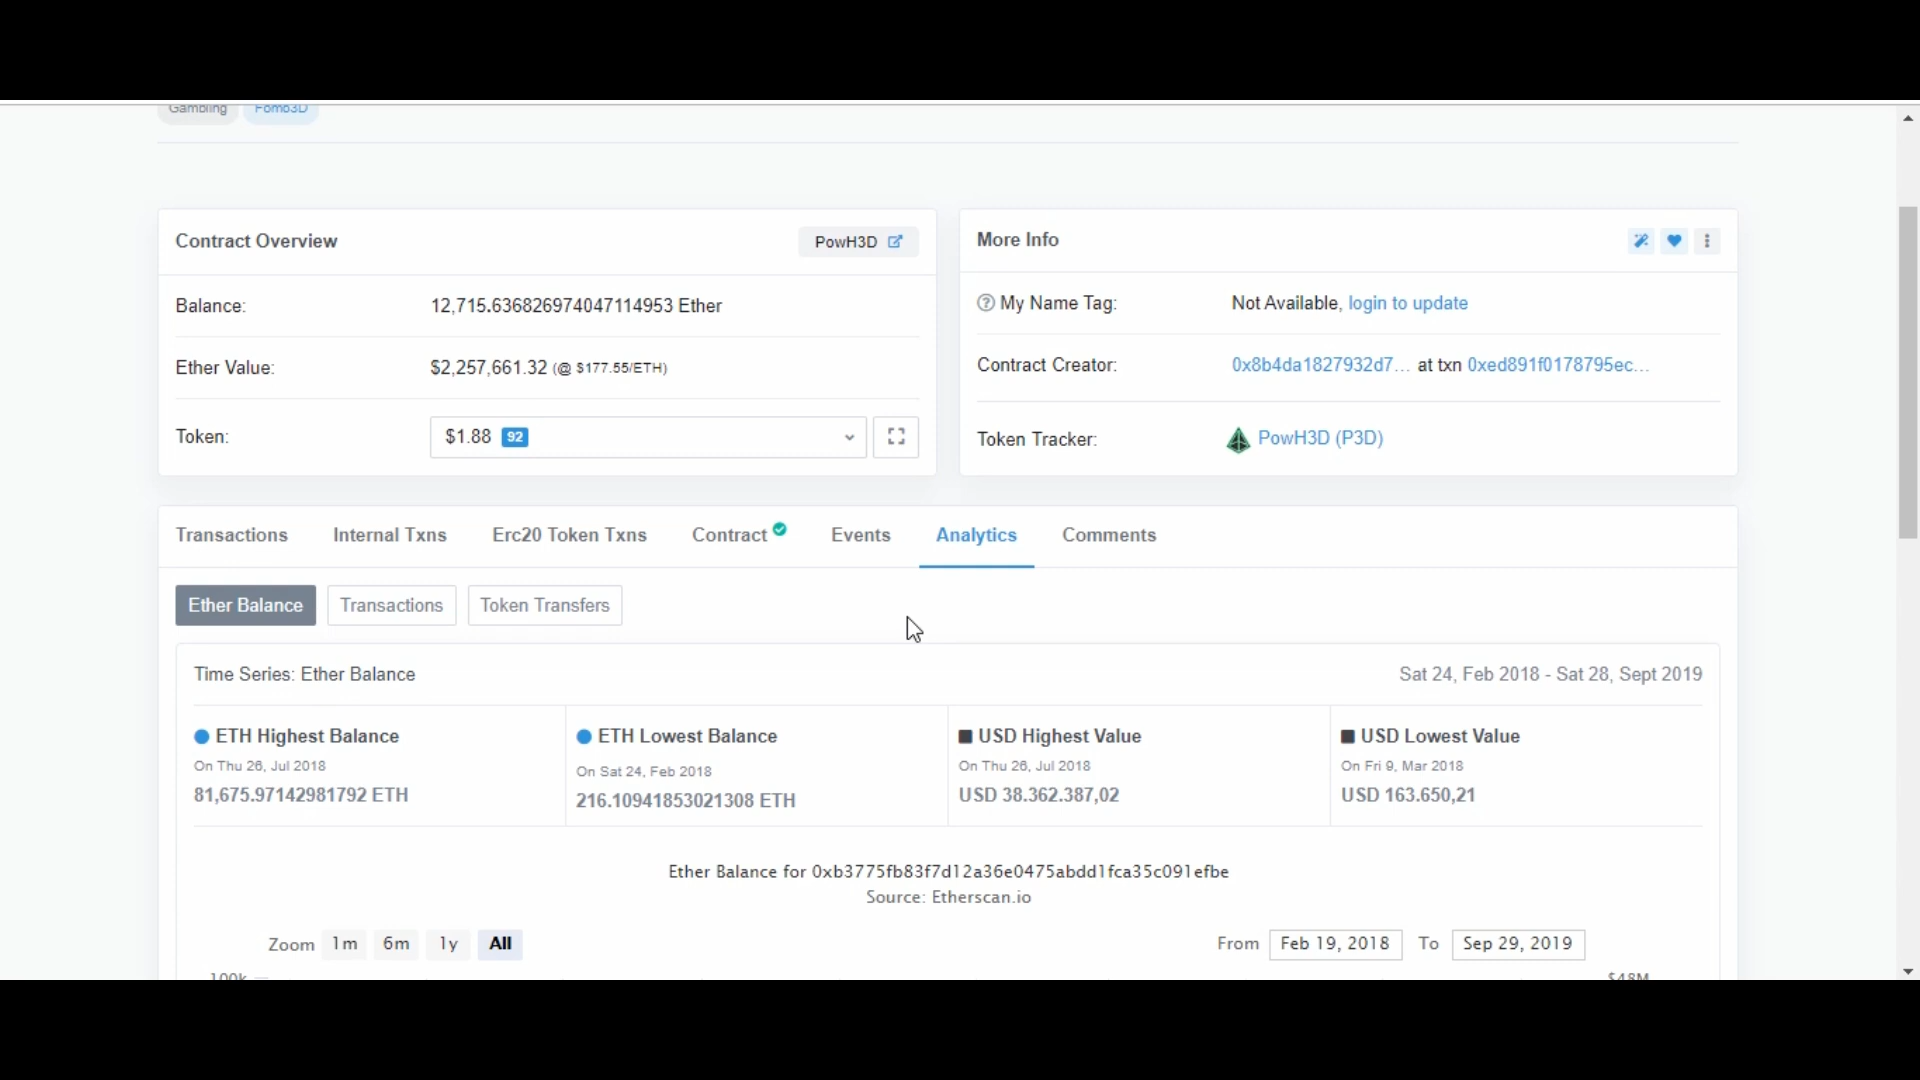 Gambling Fomo3D
Contract Overview
PowH3D
Balance:
12,715.636826974047114953 Ether
Ether Value:
$2,257,661.32 (@ $177.55/ETH)
Token:
$1.88 92
More Info
My Name Tag:
Not Available, login to update
Contract Creator:
0x8b4da1827932d7... at txn 0xed891f0178795ec...
Token Tracker:
PowH3D (P3D)
Transactions Internal Txns Erc20 Token Txns Contract Events Analytics Comments
Ether Balance Transactions Token Transfers
Time Series: Ether Balance
Sat 24, Feb 2018 - Sat 28, Sept 2019
ETH Highest Balance
On Thu 26, Jul 2018
81,675.97142981792 ETH
ETH Lowest Balance
On Sat 24, Feb 2018
216.10941853021308 ETH
USD Highest Value
On Thu 26, Jul 2018
USD 38.362.387,02
USD Lowest Value
On Fri 9, Mar 2018
USD 163.650,21
Ether Balance for 0xb3775fb83f7d12a36e0475abdd1fca35c091efbe
Source: Etherscan.io
Zoom 1m 6m 1y All
From Feb 19, 2018 To Sep 29, 2019
100k
$48M